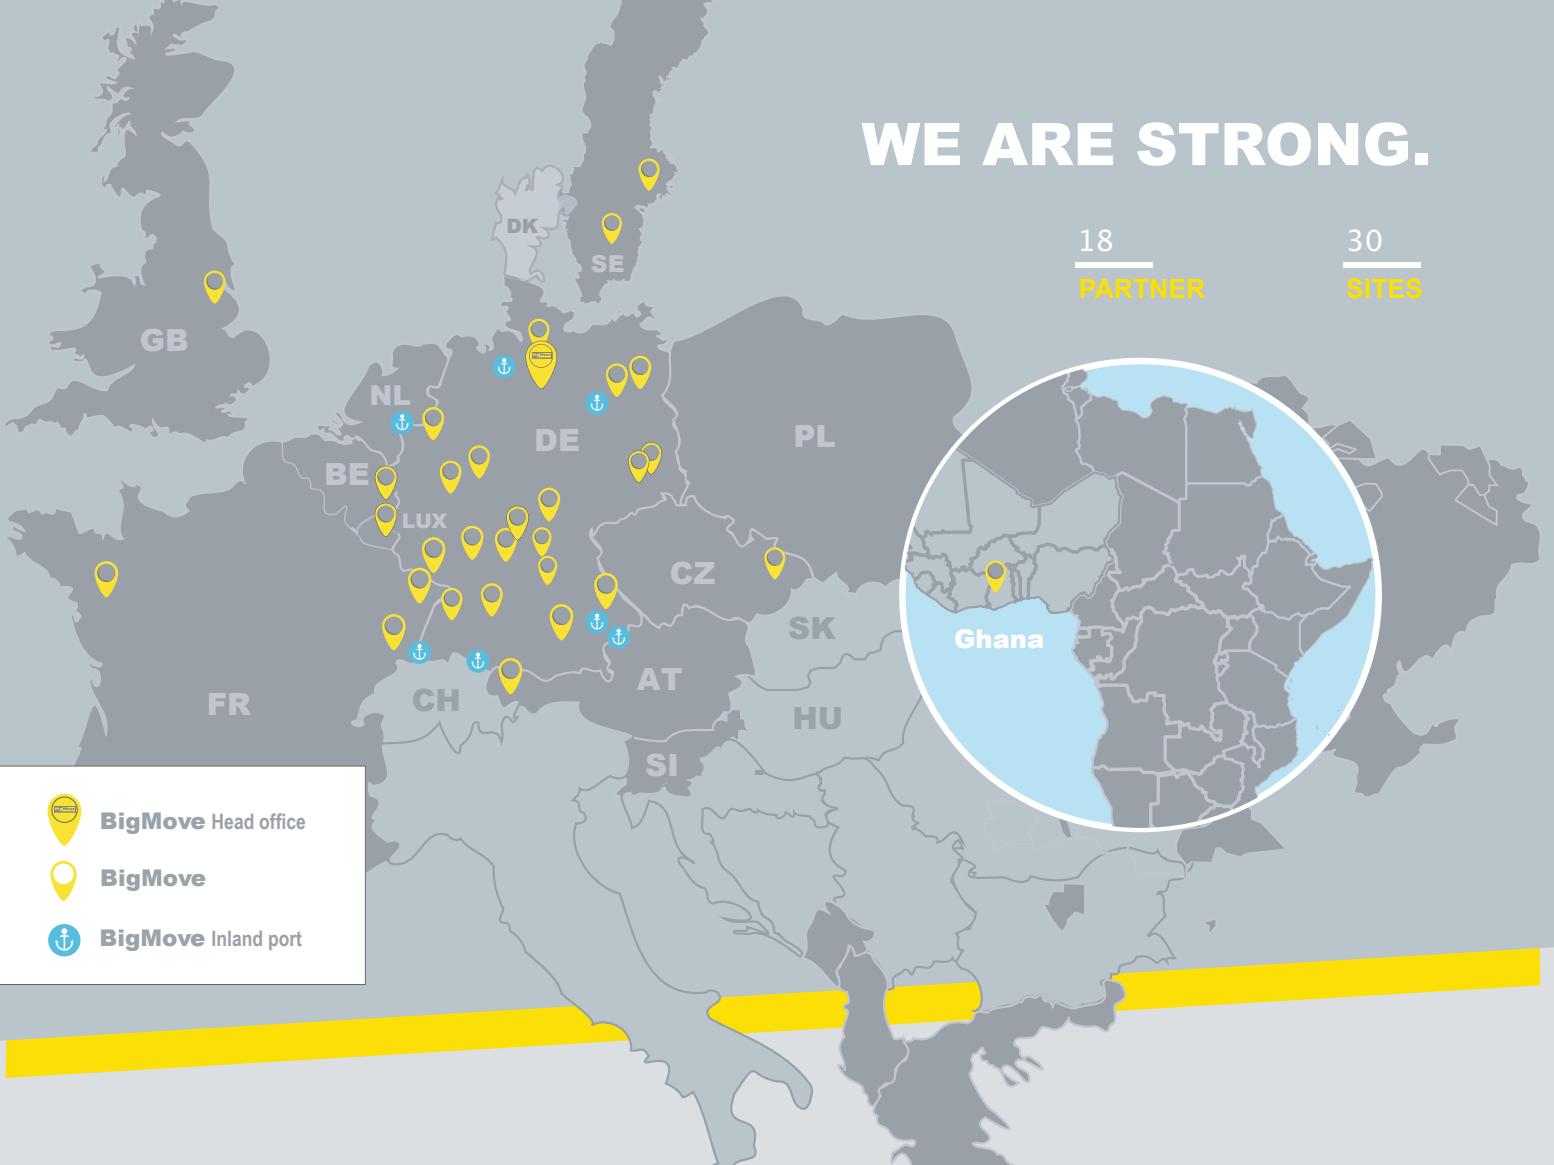 WE ARE STRONG.
18
PARTNER
30
SITES
DK
SE
GB
NL
DE
PL
BE
LUX
CZ
SK
FR
CH
AT
HU
SI
Ghana
BigMove Head office
BigMove
BigMove Inland port